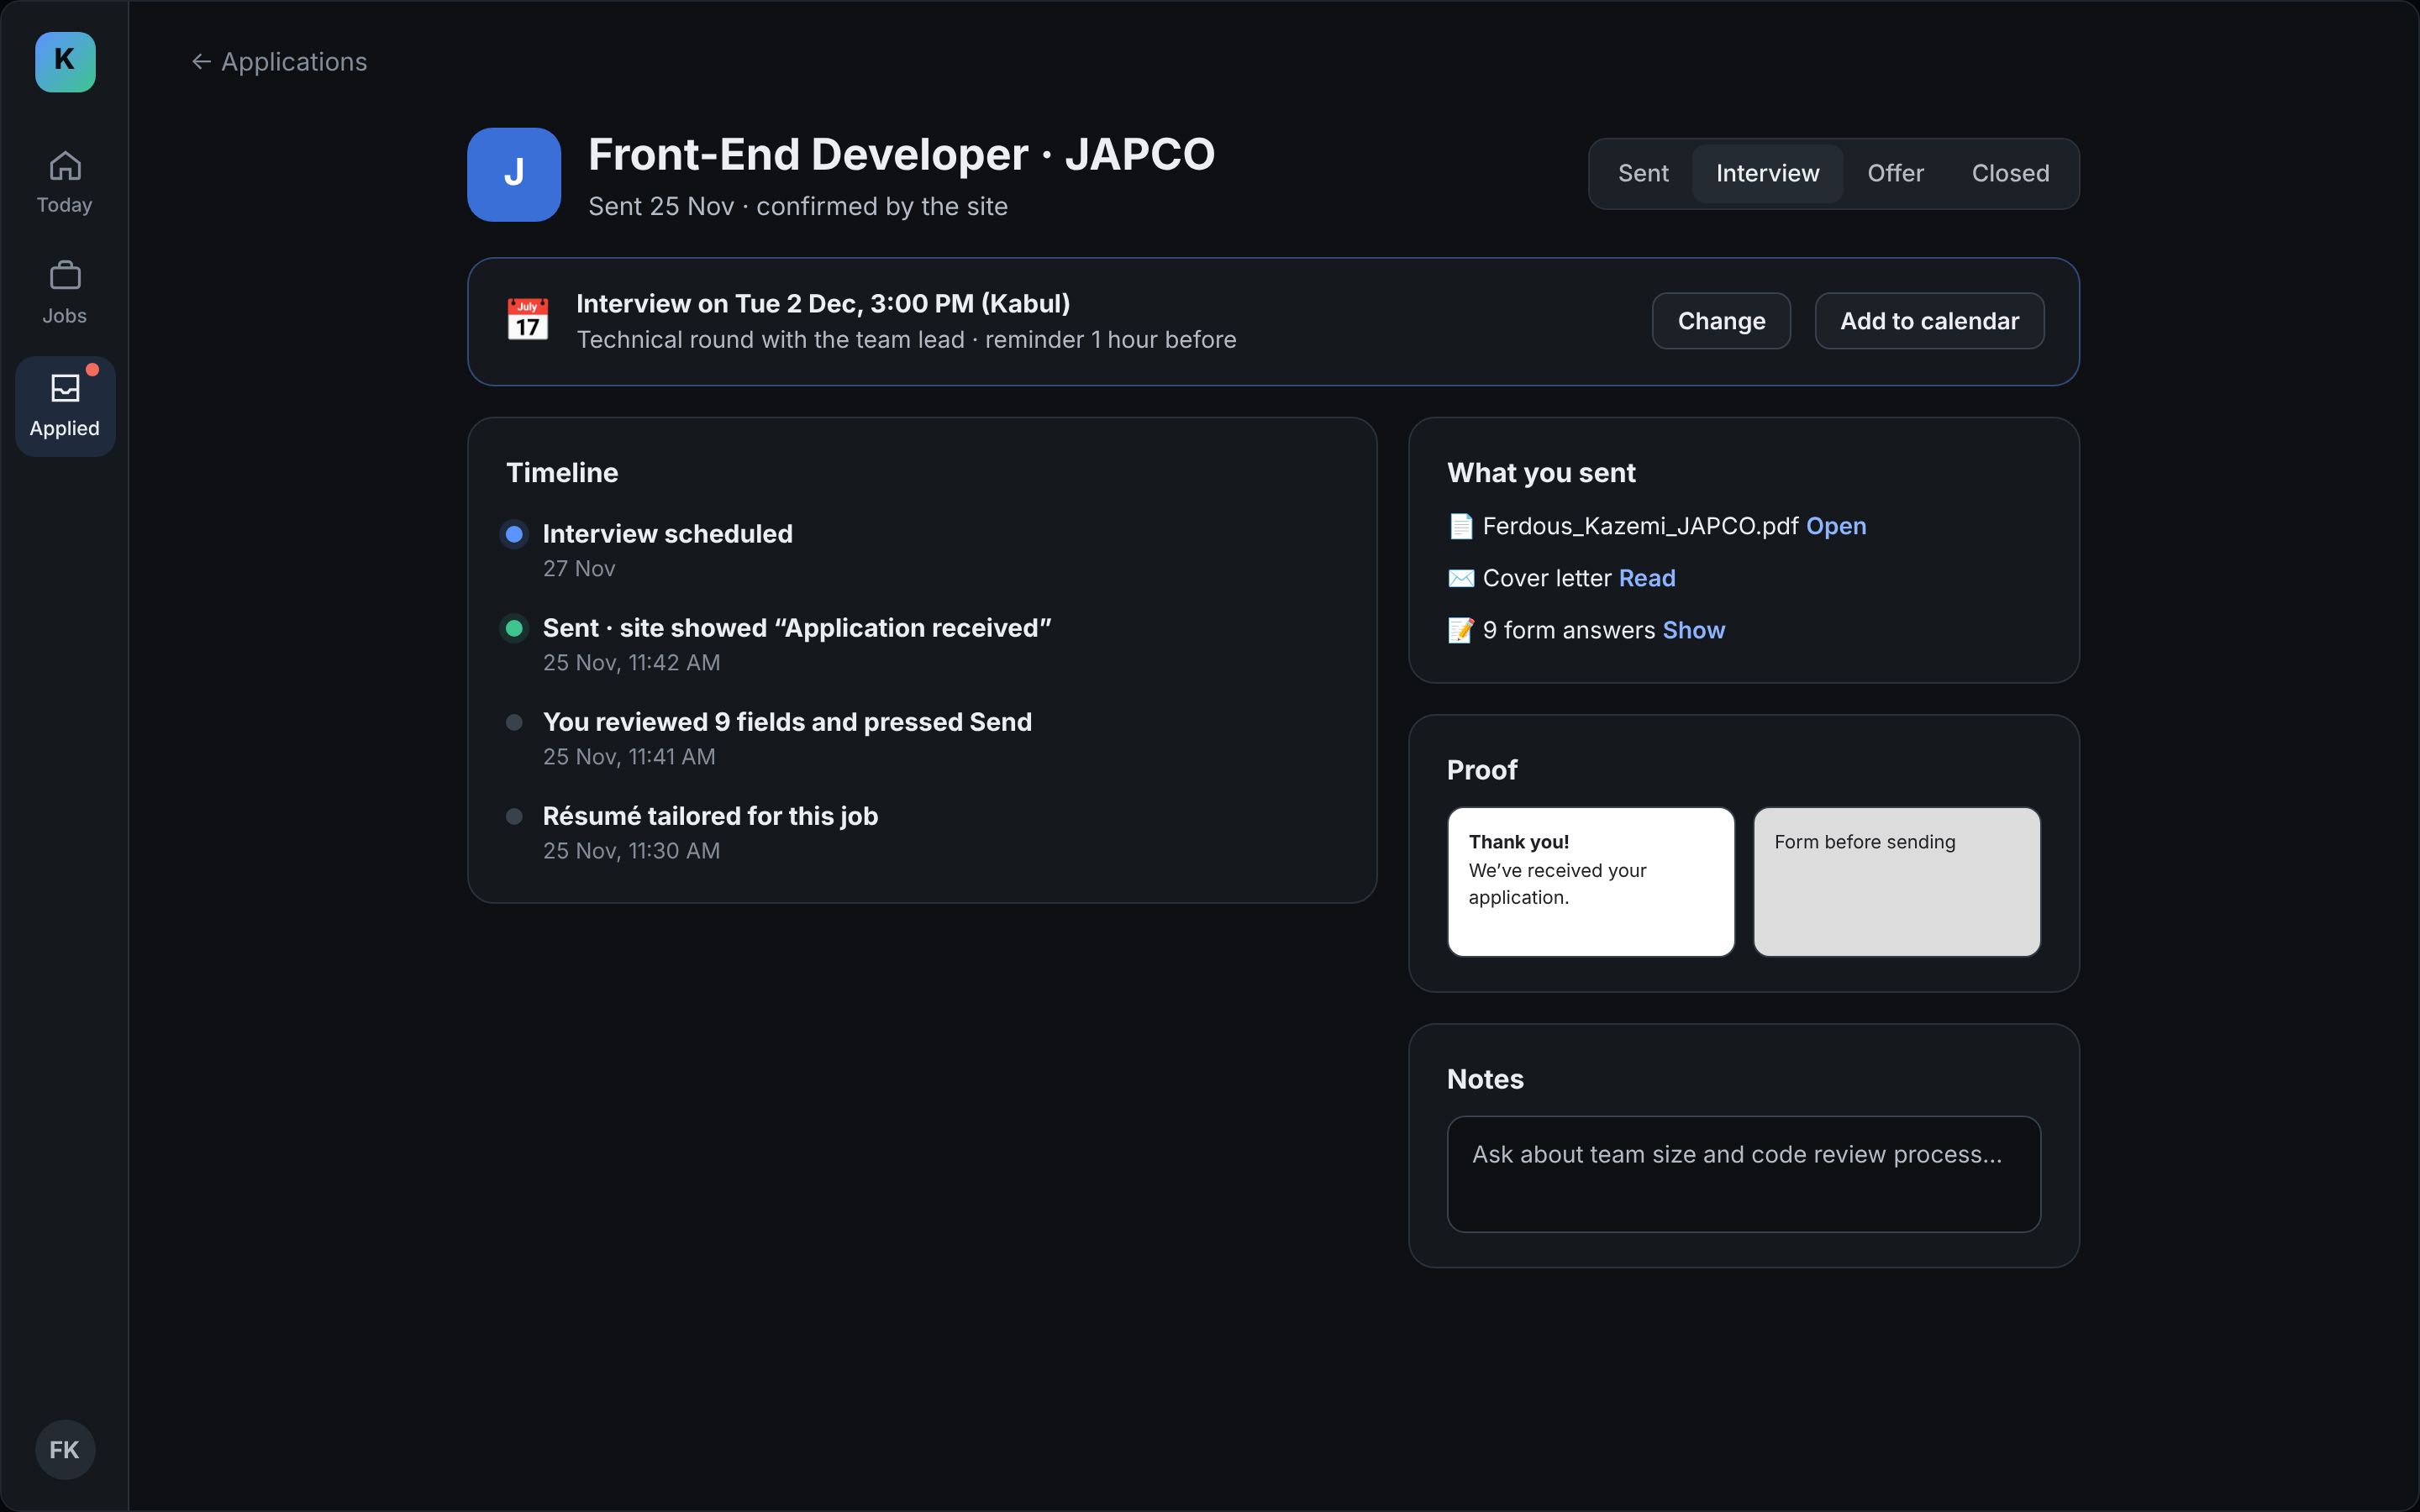 K
Today
Jobs
Applied
FK
← Applications
J
Front-End Developer · JAPCO
Sent 25 Nov · confirmed by the site
Sent
Interview
Offer
Closed
July
17
Interview on Tue 2 Dec, 3:00 PM (Kabul)
Technical round with the team lead · reminder 1 hour before
Change
Add to calendar
Timeline
Interview scheduled
27 Nov
Sent · site showed “Application received”
25 Nov, 11:42 AM
You reviewed 9 fields and pressed Send
25 Nov, 11:41 AM
Résumé tailored for this job
25 Nov, 11:30 AM
What you sent
Ferdous_Kazemi_JAPCO.pdf Open
Cover letter Read
9 form answers Show
Proof
Thank you!
We’ve received your
application.
Form before sending
Notes
Ask about team size and code review process...